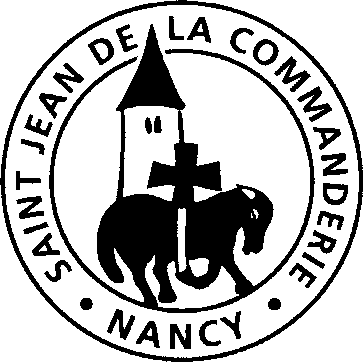 SAINT JEAN DE LA COMMANDERIE
• NANCY •